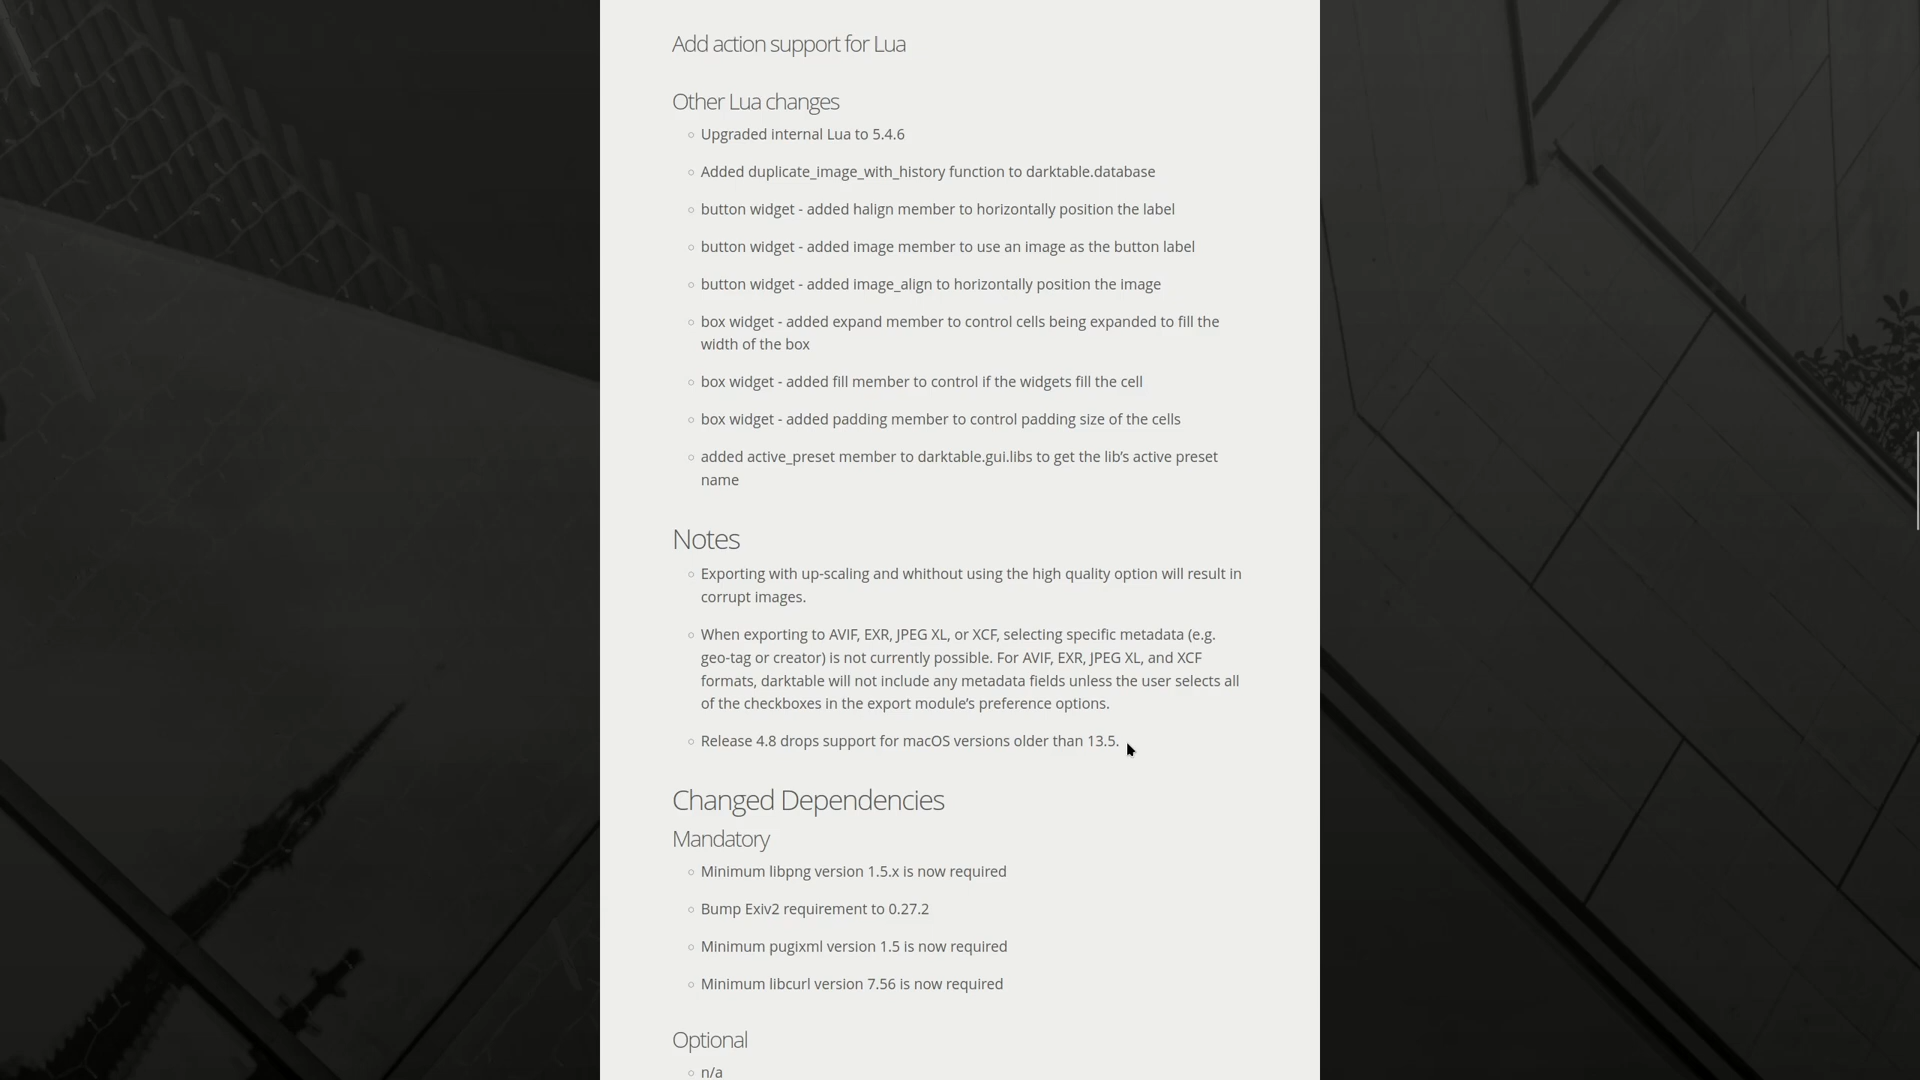 Add action support for Lua
Other Lua changes
Upgraded internal Lua to 5.4.6
Added duplicate_image_with_history function to darktable.database
button widget - added halign member to horizontally position the label
button widget - added image member to use an image as the button label
button widget - added image_align to horizontally position the image
box widget - added expand member to control cells being expanded to fill the
width of the box
box widget - added fill member to control if the widgets fill the cell
box widget - added padding member to control padding size of the cells
added active_preset member to darktable.gui.libs to get the lib’s active preset
name
Notes
Exporting with up-scaling and whithout using the high quality option will result in
corrupt images.
When exporting to AVIF, EXR, JPEG XL, or XCF, selecting specific metadata (e.g.
geo-tag or creator) is not currently possible. For AVIF, EXR, JPEG XL, and XCF
formats, darktable will not include any metadata fields unless the user selects all
of the checkboxes in the export module’s preference options.
Release 4.8 drops support for macOS versions older than 13.5.
Changed Dependencies
Mandatory
Minimum libpng version 1.5.x is now required
Bump Exiv2 requirement to 0.27.2
Minimum pugixml version 1.5 is now required
Minimum libcurl version 7.56 is now required
Optional
n/a